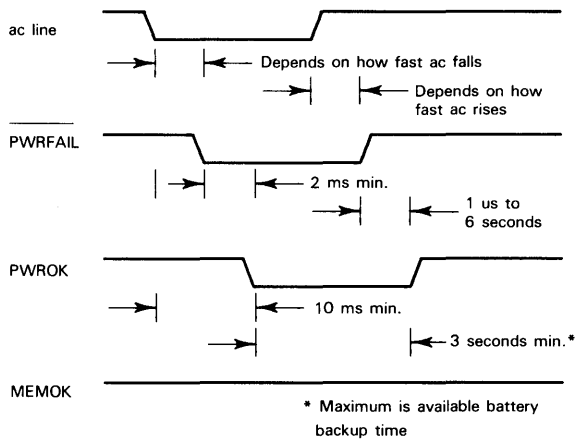 ac line
Depends on how fast ac falls
Depends on how
fast ac rises
PWRFAIL
2 ms min.
1 us to
6 seconds
PWROK
10 ms min.
3 seconds min.*
MEMOK
* Maximum is available battery
backup time